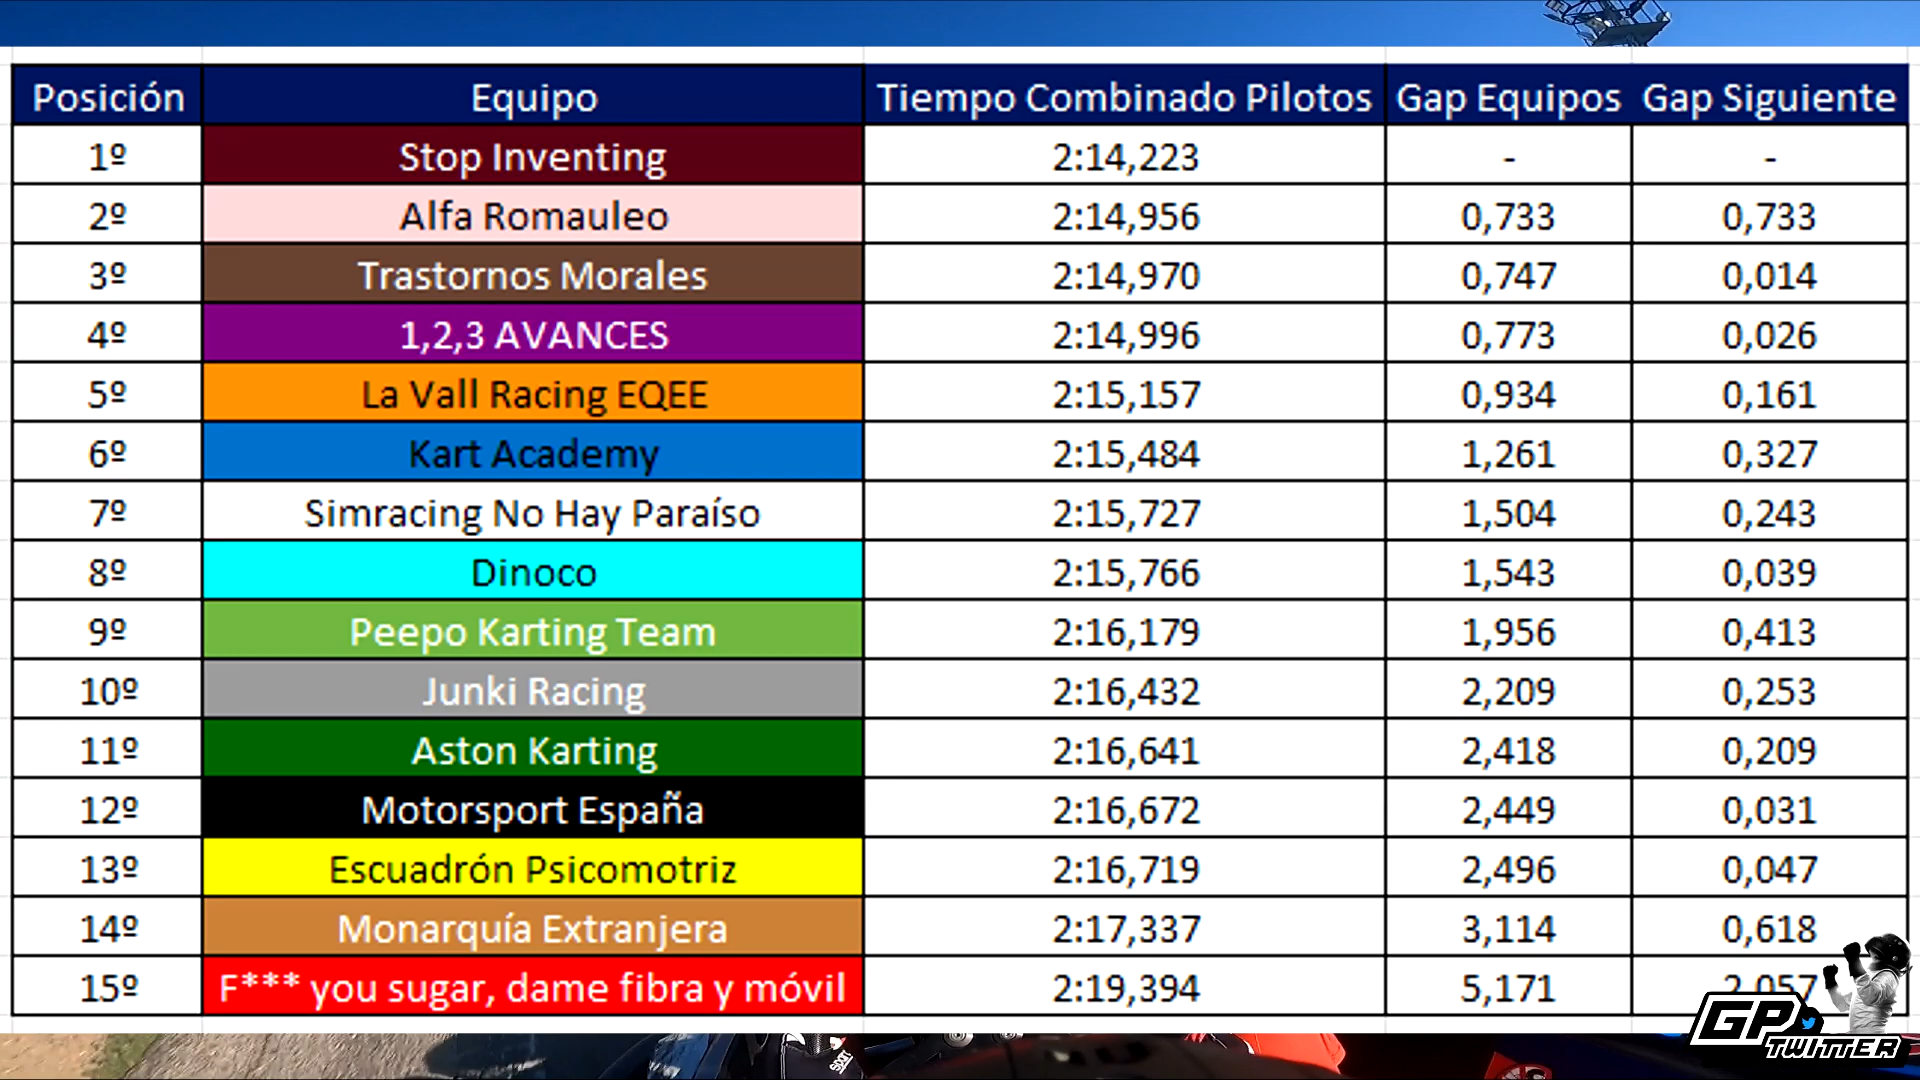 Posición Equipo Tiempo Combinado Pilotos Gap Equipos Gap Siguiente
1º Stop Inventing 2:14,223 - -
2º Alfa Romauleo 2:14,956 0,733 0,733
3º Trastornos Morales 2:14,970 0,747 0,014
4º 1,2,3 AVANCES 2:14,996 0,773 0,026
5º La Vall Racing EQEE 2:15,157 0,934 0,161
6º Kart Academy 2:15,484 1,261 0,327
7º Simracing No Hay Paraíso 2:15,727 1,504 0,243
8º Dinoco 2:15,766 1,543 0,039
9º Peepo Karting Team 2:16,179 1,956 0,413
10º Junki Racing 2:16,432 2,209 0,253
11º Aston Karting 2:16,641 2,418 0,209
12º Motorsport España 2:16,672 2,449 0,031
13º Escuadrón Psicomotriz 2:16,719 2,496 0,047
14º Monarquía Extranjera 2:17,337 3,114 0,618
15º F*** you sugar, dame fibra y móvil 2:19,394 5,171 2,057
GP
TWITTER